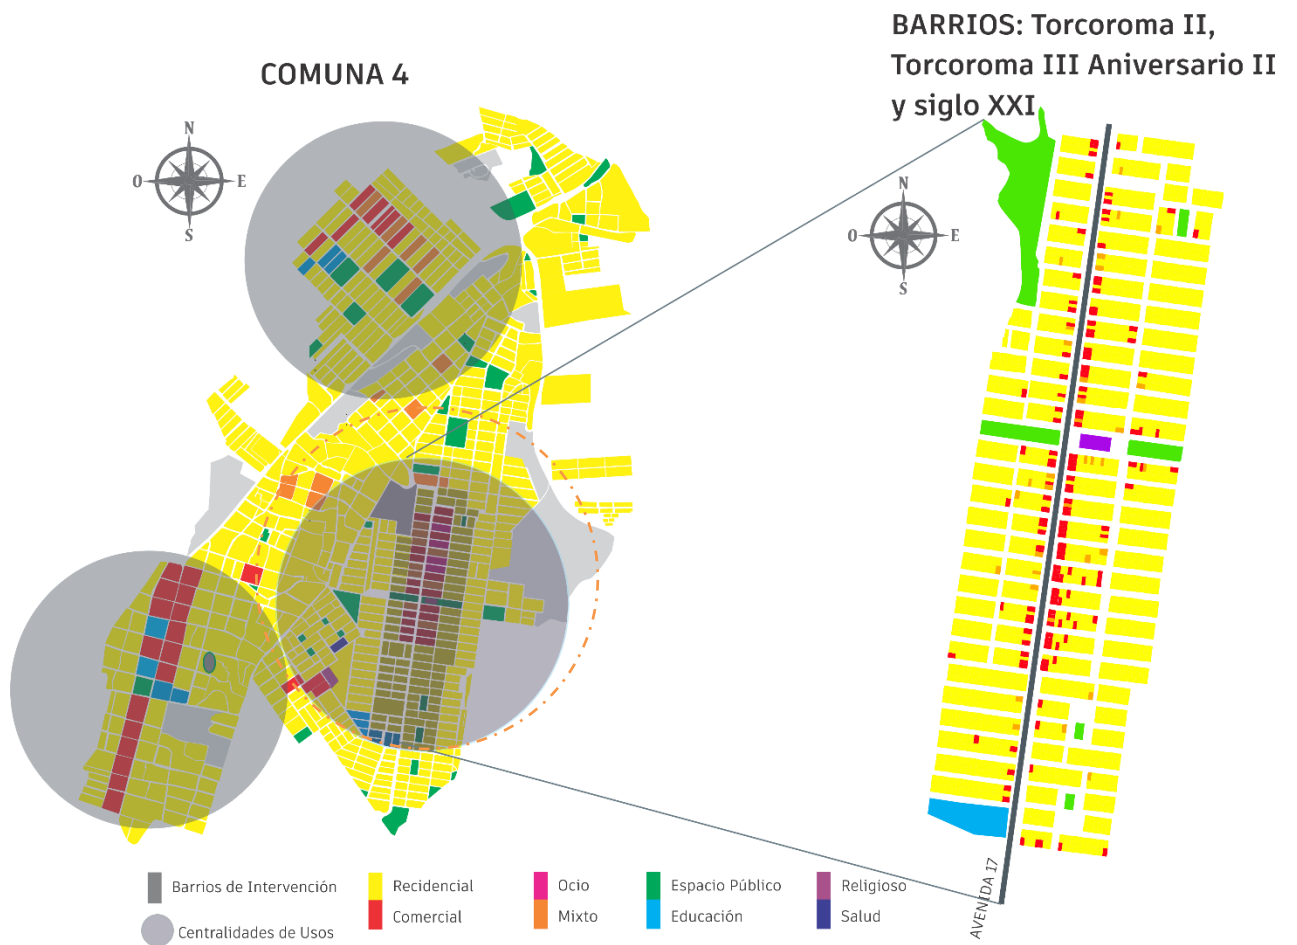 COMUNA 4
N
O
E
S
BARRIOS: Torcoroma II,
Torcoroma III Aniversario II
y siglo XXI
N
O
E
S
AVENIDA 17
Barrios de Intervención
Centralidades de Usos
Recidencial
Comercial
Ocio
Mixto
Espacio Público
Educación
Religioso
Salud